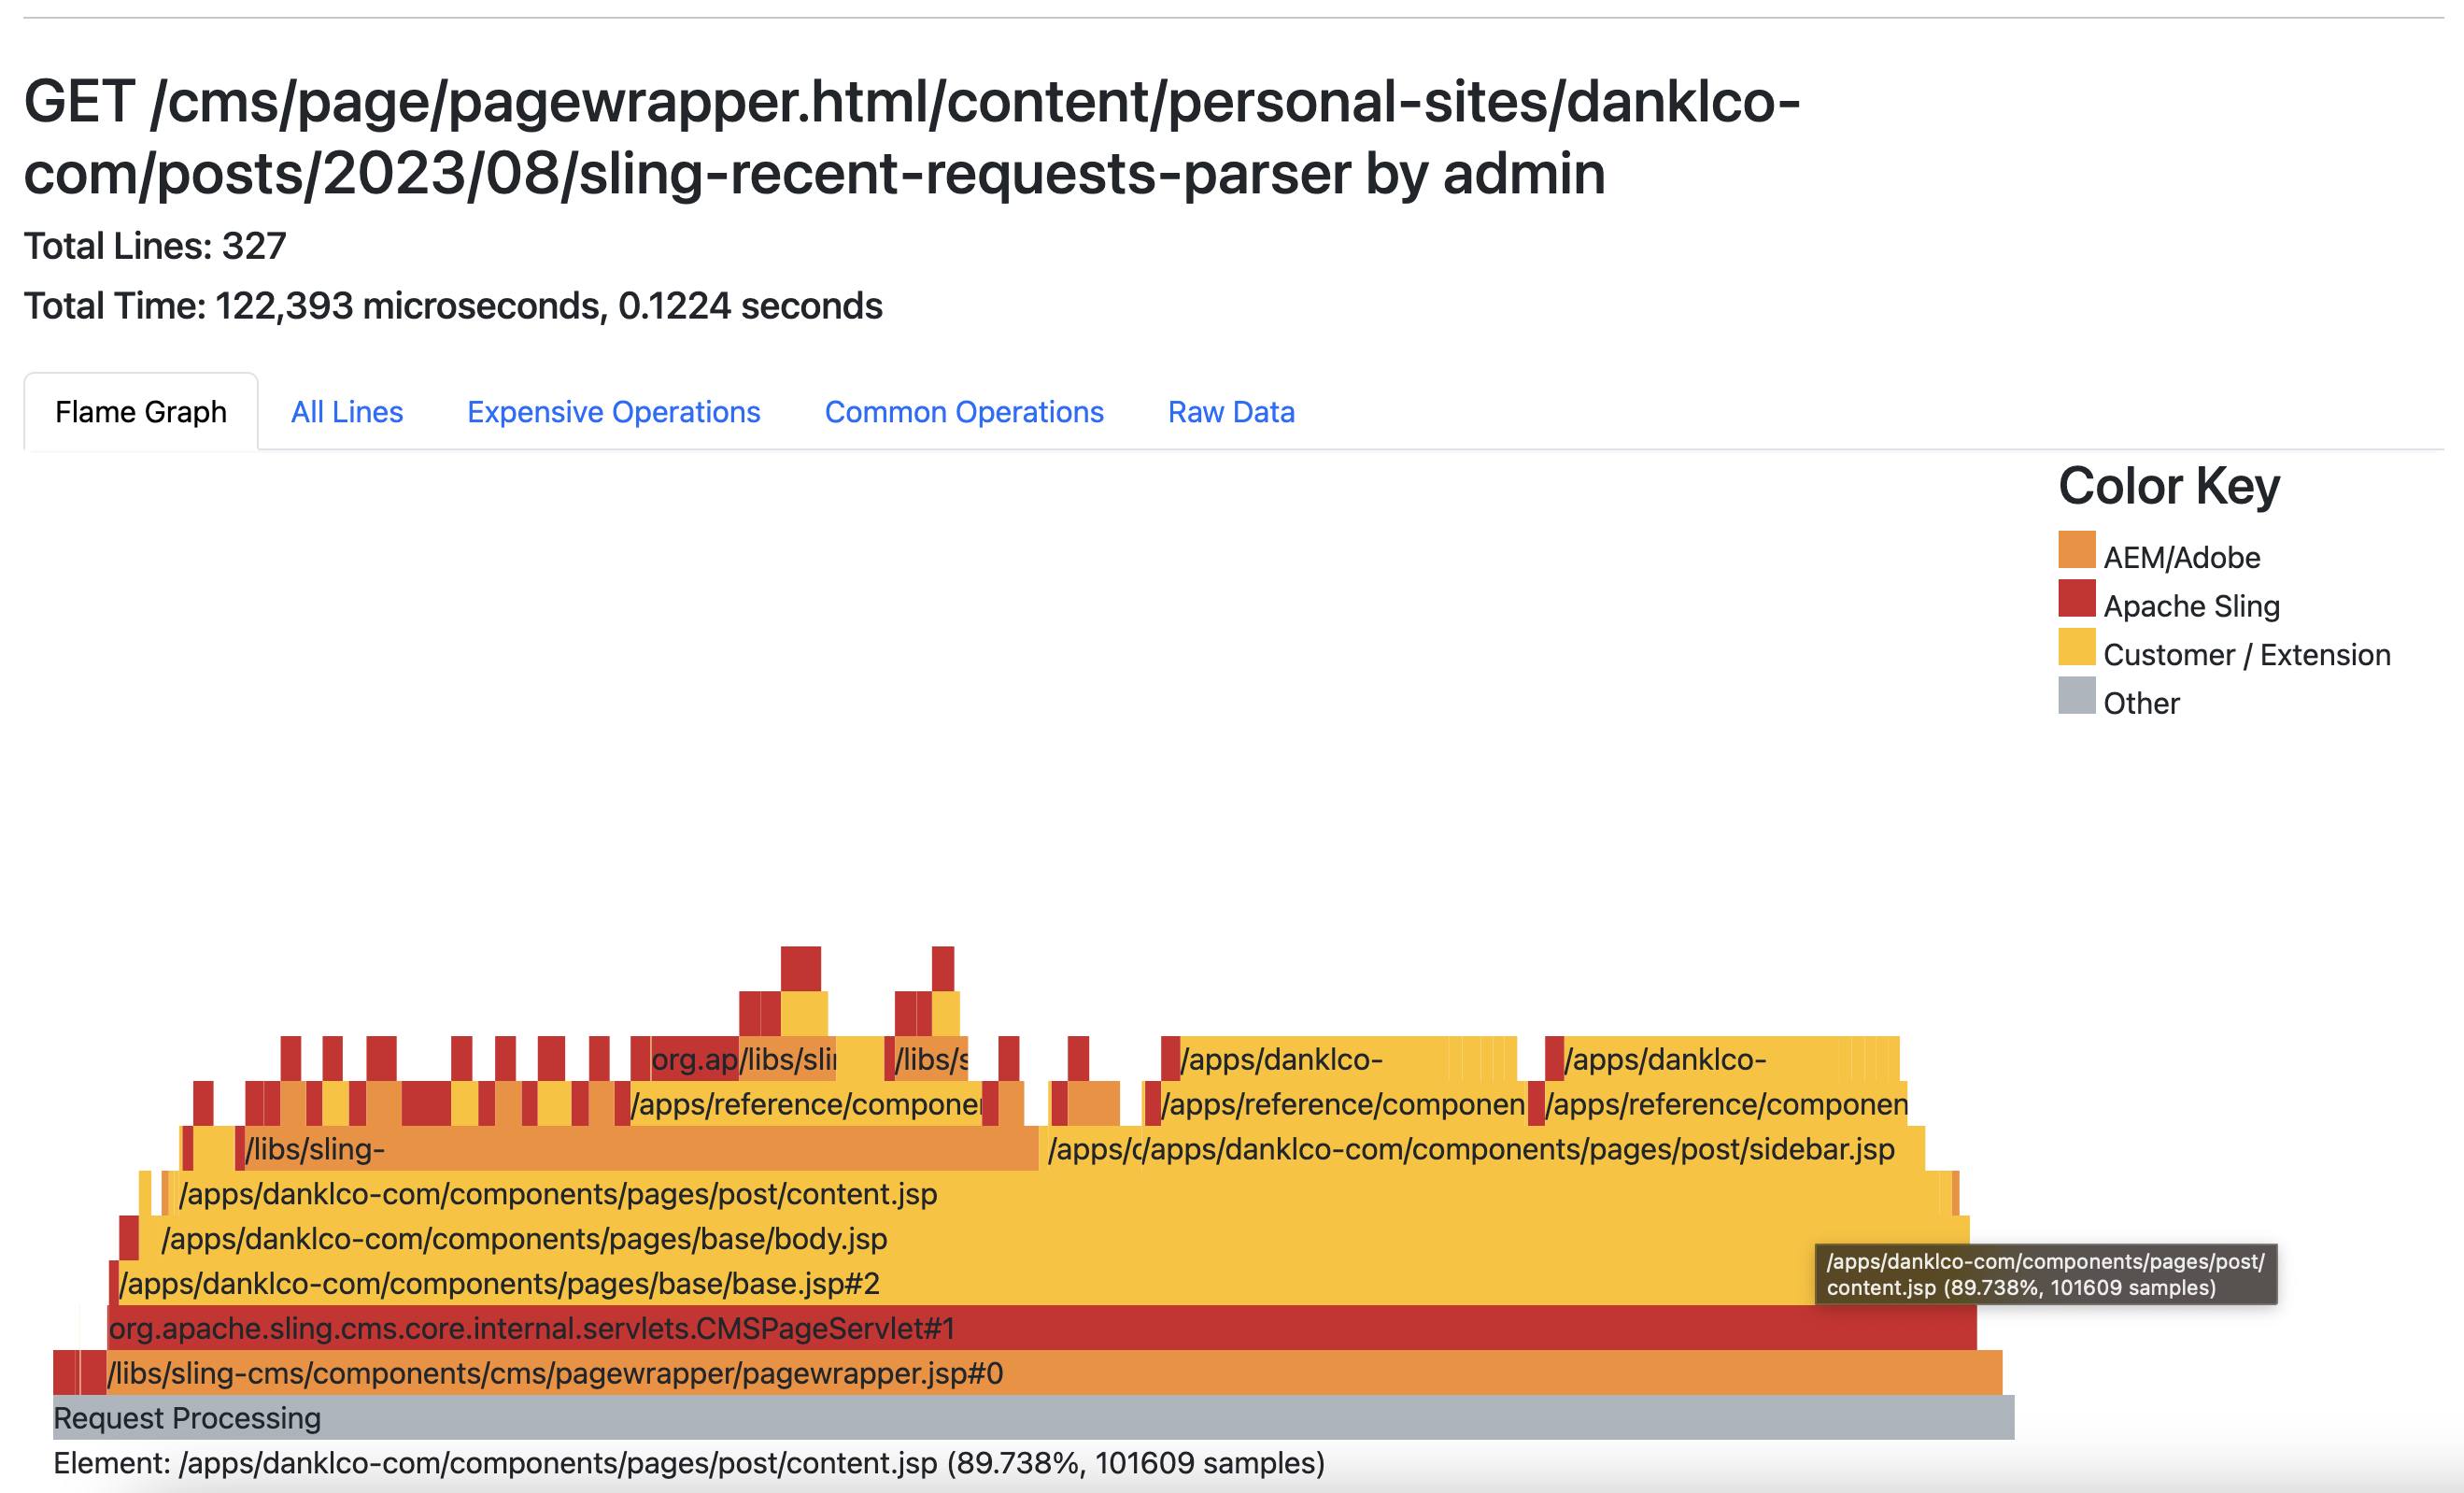 GET /cms/page/pagewrapper.html/content/personal-sites/danklco-
com/posts/2023/08/sling-recent-requests-parser by admin
Total Lines: 327
Total Time: 122,393 microseconds, 0.1224 seconds
Flame Graph All Lines Expensive Operations Common Operations Raw Data
Color Key
AEM/Adobe
Apache Sling
Customer / Extension
Other
org.ap /libs/sli /libs/s /apps/danklco- /apps/danklco-
/apps/reference/componen /apps/reference/componen /apps/reference/componen
/libs/sling- /apps/c /apps/danklco-com/components/pages/post/sidebar.jsp
/apps/danklco-com/components/pages/post/content.jsp
/apps/danklco-com/components/pages/base/body.jsp
/apps/danklco-com/components/pages/post/
content.jsp (89.738%, 101609 samples)
/apps/danklco-com/components/pages/base/base.jsp#2
org.apache.sling.cms.core.internal.servlets.CMSPageServlet#1
/libs/sling-cms/components/cms/pagewrapper/pagewrapper.jsp#0
Request Processing
Element: /apps/danklco-com/components/pages/post/content.jsp (89.738%, 101609 samples)